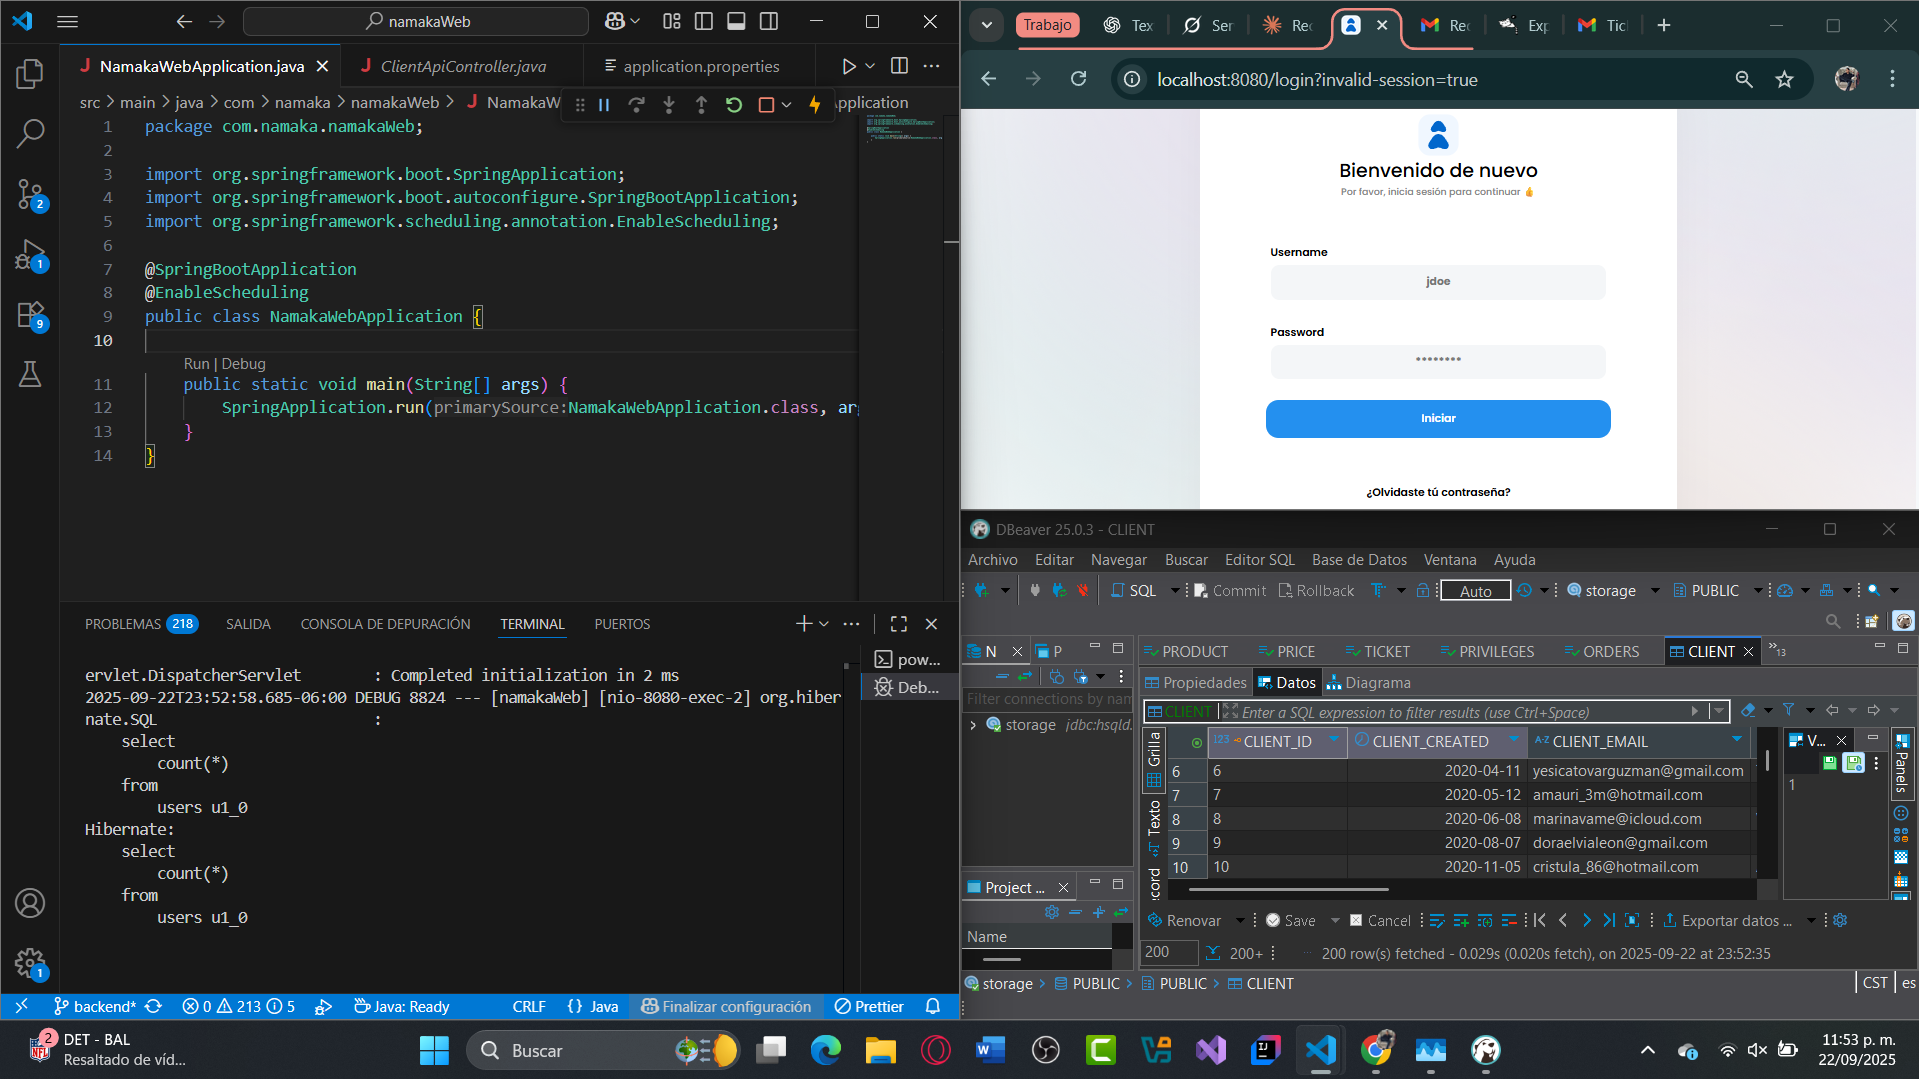 namakaWeb
NamakaWebApplication.java
ClientApiController.java
application.properties
src > main > java > com > namaka > namakaWeb > NamakaW
pplication
1 package com.namaka.namakaWeb;
2
3 import org.springframework.boot.SpringApplication;
4 import org.springframework.boot.autoconfigure.SpringBootApplication;
5 import org.springframework.scheduling.annotation.EnableScheduling;
6
7 @SpringBootApplication
8 @EnableScheduling
9 public class NamakaWebApplication {
10
Run | Debug
11 public static void main(String[] args) {
12 SpringApplication.run(primarySource:NamakaWebApplication.class, ar
13 }
14 }
2
1
9
1
PROBLEMAS 218 SALIDA CONSOLA DE DEPURACIÓN TERMINAL PUERTOS
pow...
Deb...
ervlet.DispatcherServlet : Completed initialization in 2 ms
2025-09-22T23:52:58.685-06:00 DEBUG 8824 --- [namakaWeb] [nio-8080-exec-2] org.hiber
nate.SQL :
select
count(*)
from
users u1_0
Hibernate:
select
count(*)
from
users u1_0
backend* 0 213 5 Java: Ready CRLF {} Java Finalizar configuración Prettier
Trabajo Tex Ser Rec Rec Exp Tic
localhost:8080/login?invalid-session=true
Bienvenido de nuevo
Por favor, inicia sesión para continuar 👍
Username
jdoe
Password
********
Iniciar
¿Olvidaste tú contraseña?
DBeaver 25.0.3 - CLIENT
Archivo Editar Navegar Buscar Editor SQL Base de Datos Ventana Ayuda
SQL Commit Rollback Auto storage PUBLIC
N P
PRODUCT PRICE TICKET PRIVILEGES ORDERS CLIENT »13
Propiedades Datos Diagrama
Filter connections by nam
CLIENT Enter a SQL expression to filter results (use Ctrl+Space)
storage jdbc:hsqld.
Grilla
Texto
cord
123 CLIENT_ID CLIENT_CREATED A-Z CLIENT_EMAIL
6 6 2020-04-11 yesicatovarguzman@gmail.com
7 7 2020-05-12 amauri_3m@hotmail.com
8 8 2020-06-08 marinavame@icloud.com
9 9 2020-08-07 doraelvialeon@gmail.com
10 10 2020-11-05 cristula_86@hotmail.com
V...
1
Panels
Project ...
Name
Renovar Save Cancel Exportar datos ...
200 200+ 200 row(s) fetched - 0.029s (0.020s fetch), on 2025-09-22 at 23:52:35
storage > PUBLIC > PUBLIC > CLIENT
CST es
2
NFL
DET - BAL
Resaltado de víd...
Buscar
11:53 p. m.
22/09/2025